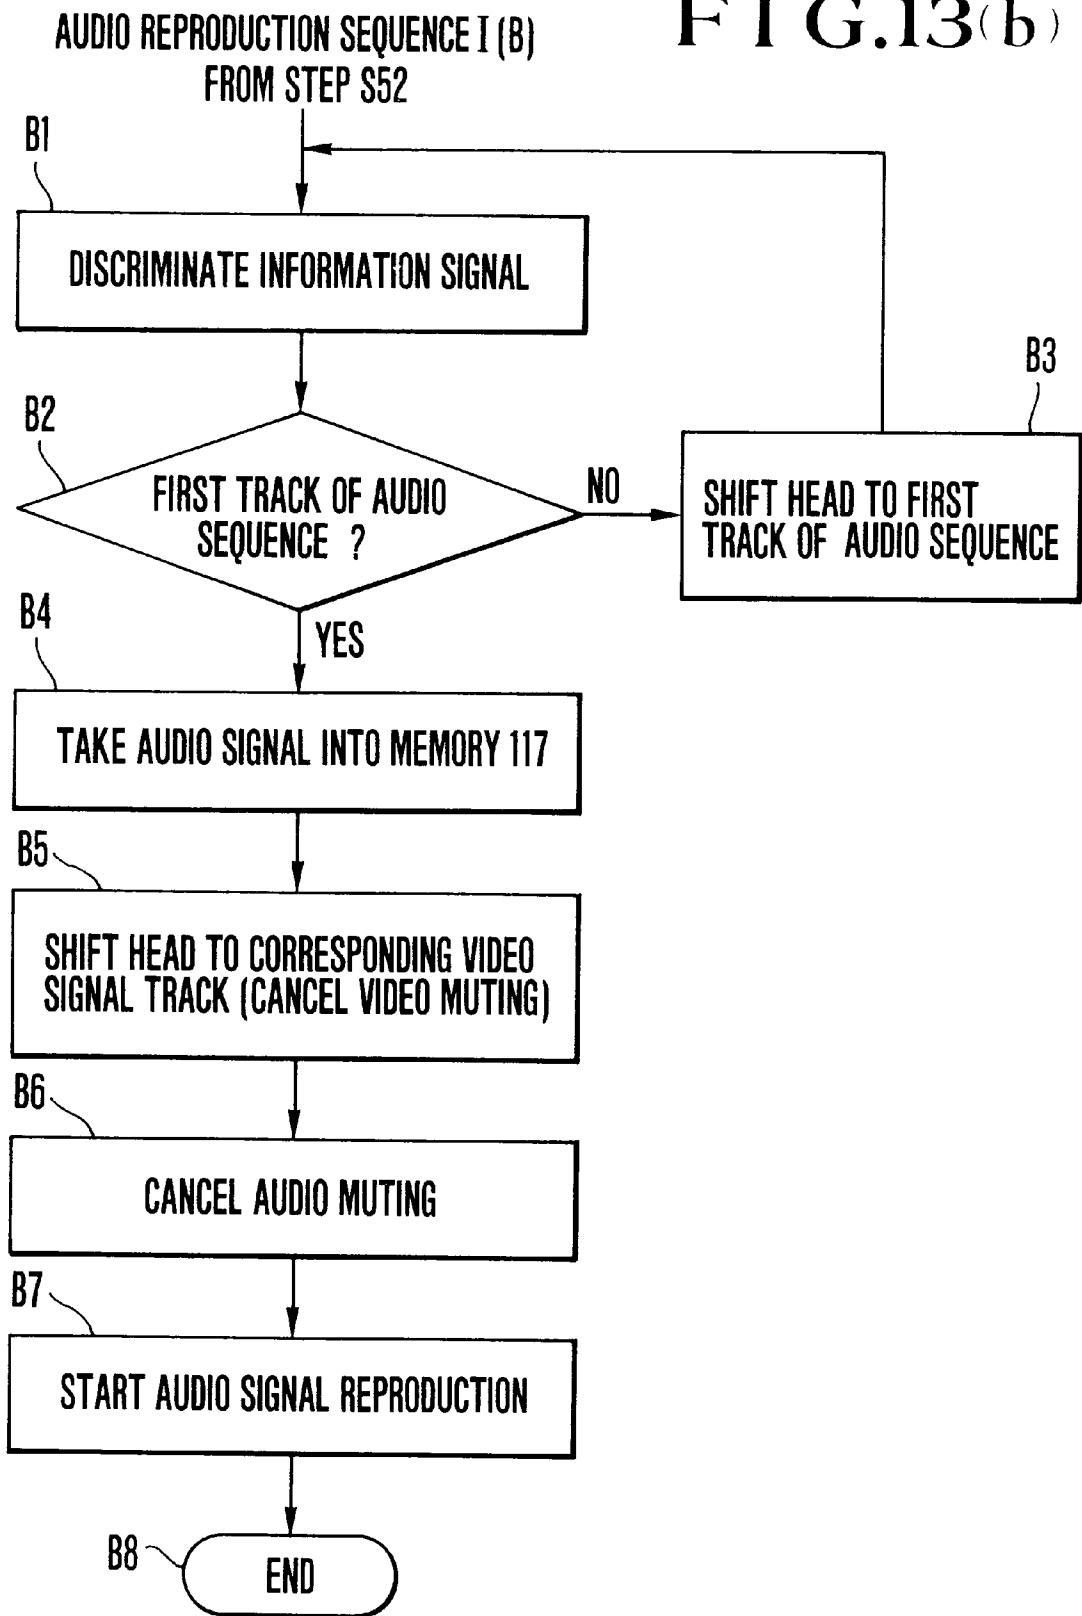 FIG.13(b)
AUDIO REPRODUCTION SEQUENCE I (B)
FROM STEP S52
B1
DISCRIMINATE INFORMATION SIGNAL
B2
FIRST TRACK OF AUDIO
SEQUENCE ?
NO
B3
SHIFT HEAD TO FIRST
TRACK OF AUDIO SEQUENCE
YES
B4
TAKE AUDIO SIGNAL INTO MEMORY 117
B5
SHIFT HEAD TO CORRESPONDING VIDEO
SIGNAL TRACK (CANCEL VIDEO MUTING)
B6
CANCEL AUDIO MUTING
B7
START AUDIO SIGNAL REPRODUCTION
B8
END